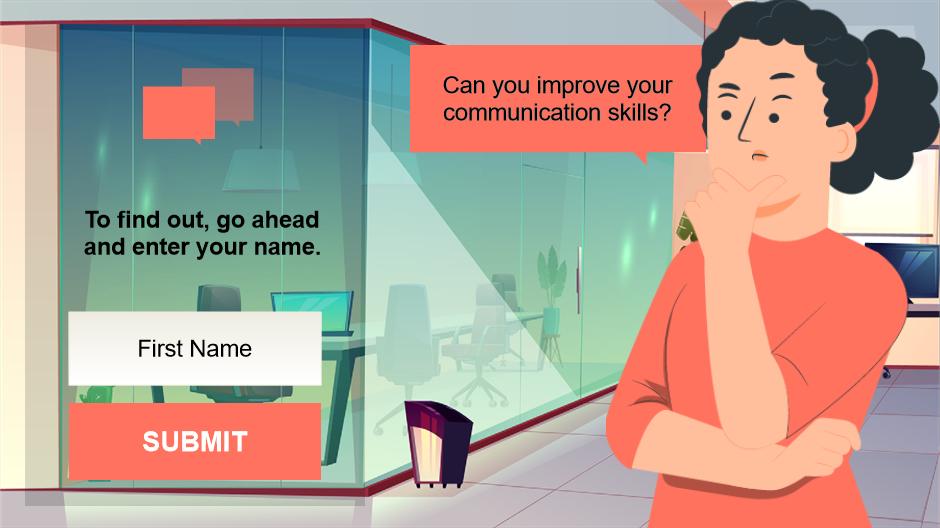 Can you improve your
communication skills?
To find out, go ahead
and enter your name.
First Name
SUBMIT